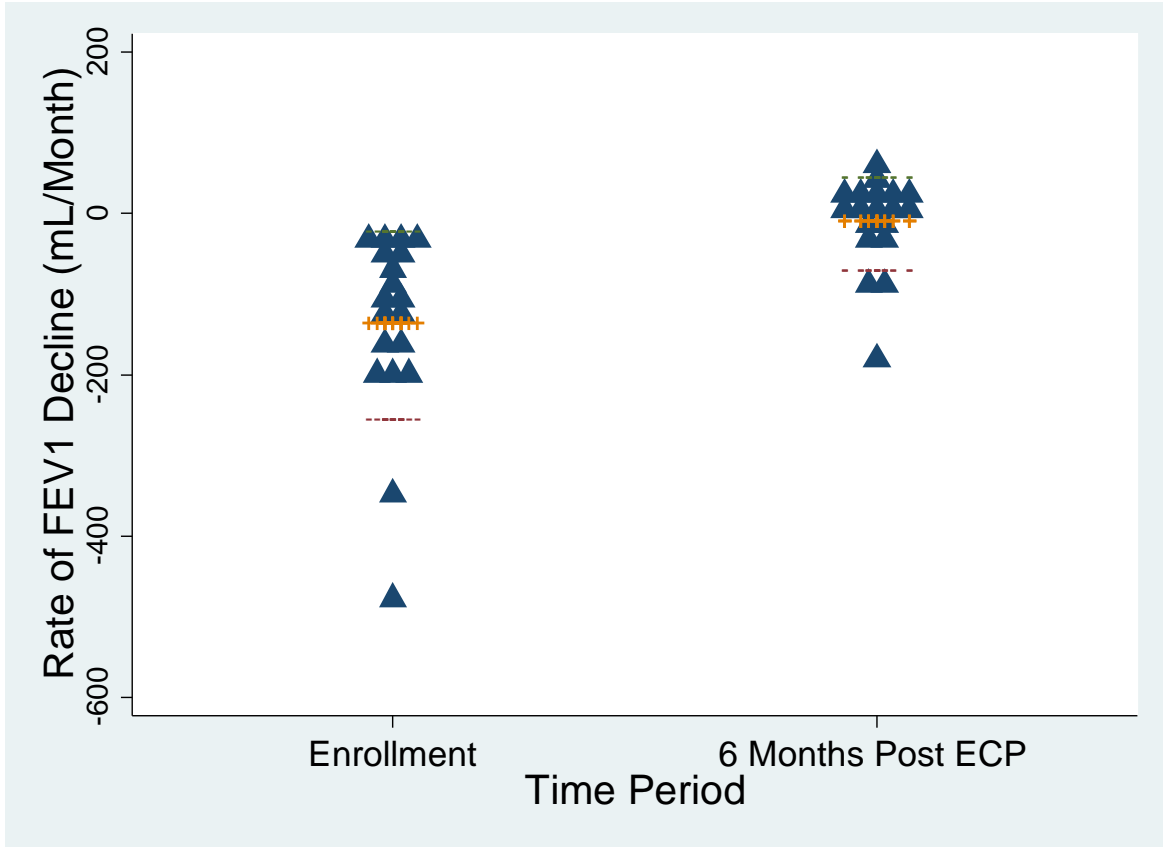 Rate of FEV1 Decline (mL/Month)
200
0
-200
-400
-600
Enrollment
6 Months Post ECP
Time Period